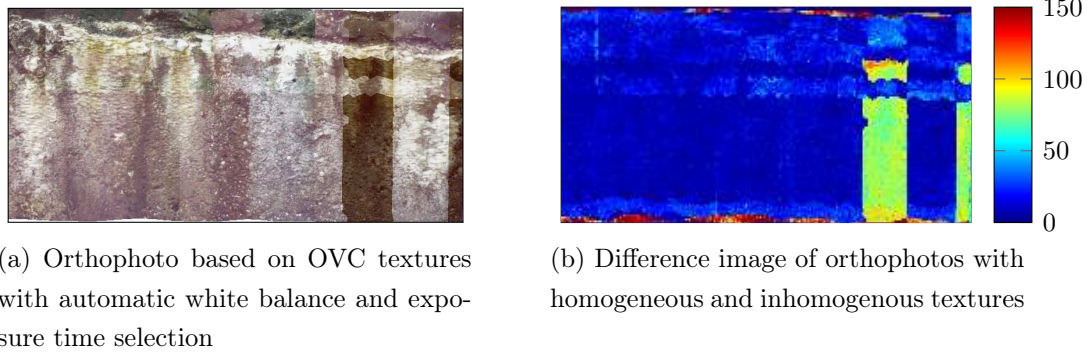 150
100
50
0
(a) Orthophoto based on OVC textures
with automatic white balance and expo-
sure time selection
(b) Difference image of orthophotos with
homogeneous and inhomogenous textures